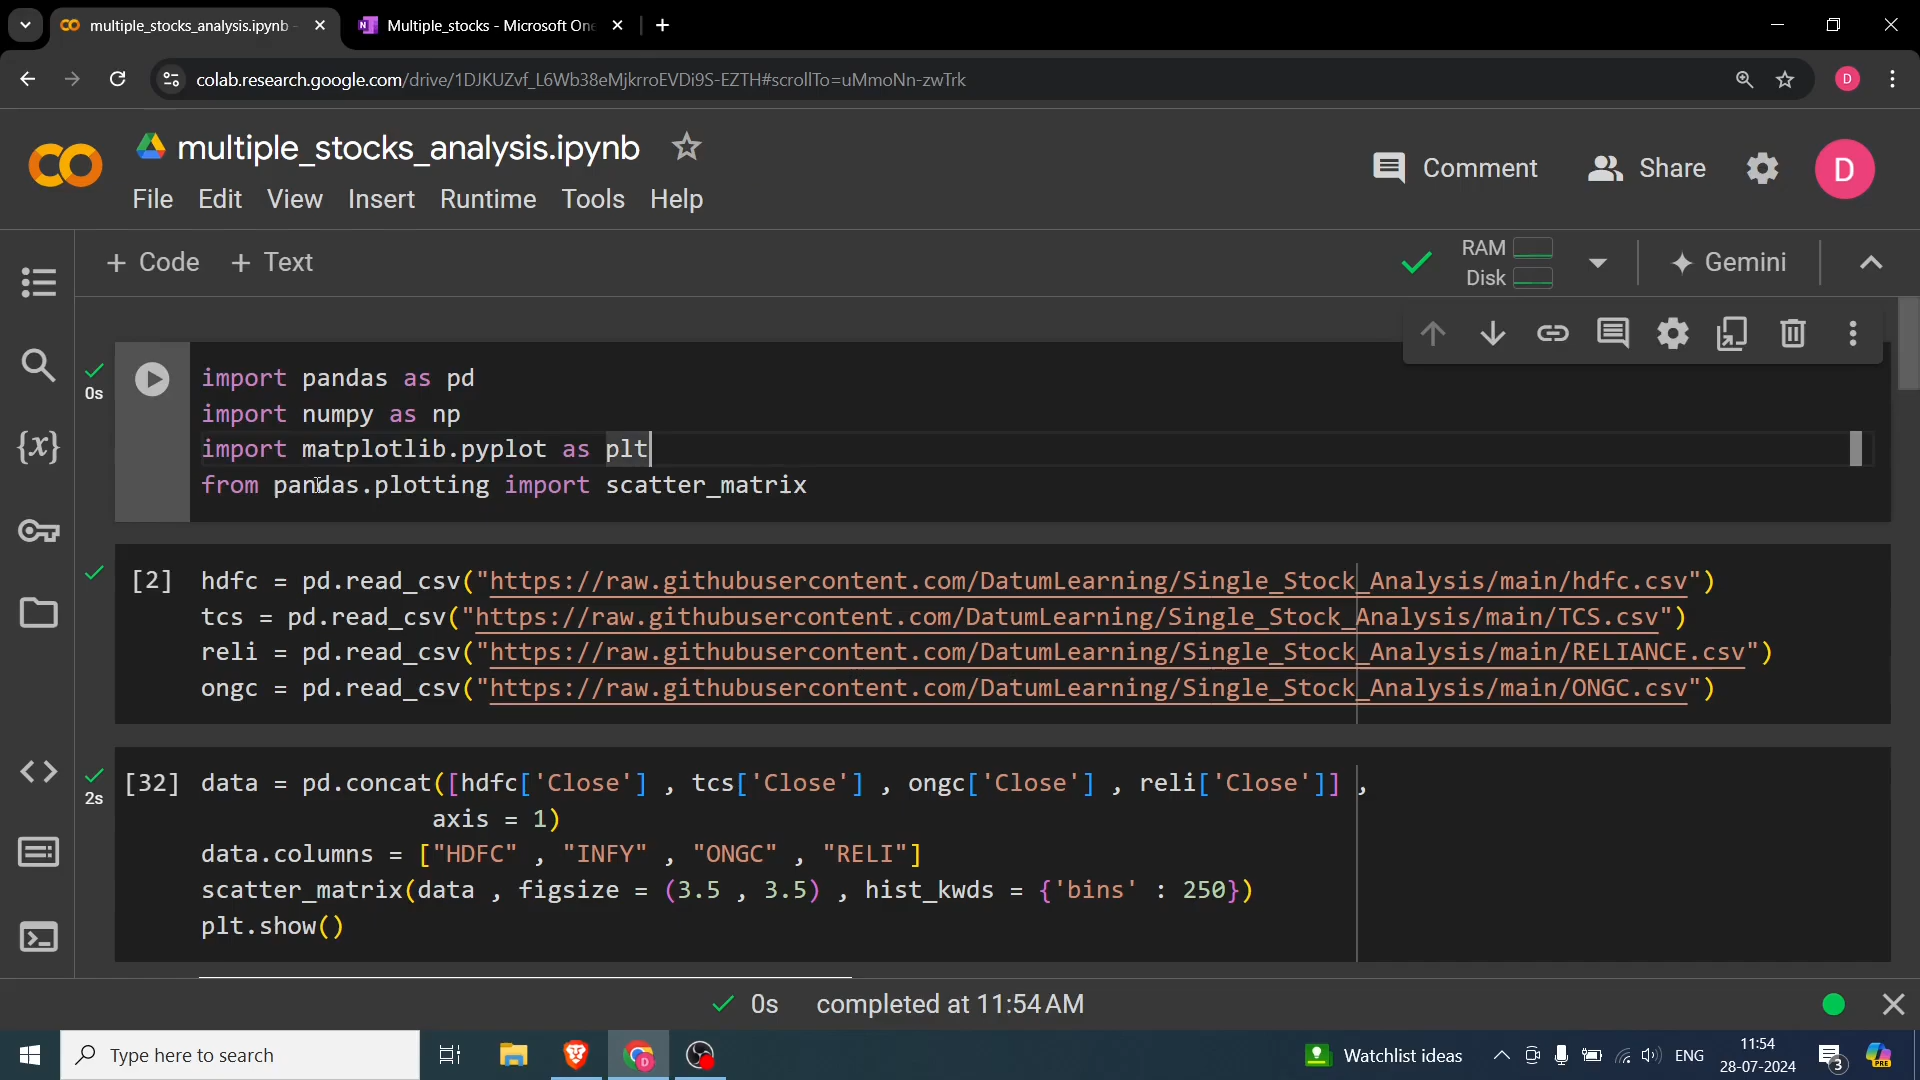 multiple_stocks_analysis.ipynb -
Multiple_stocks - Microsoft One
colab.research.google.com/drive/1DJKUZvf_L6Wb38eMjkrroEVDi9S-EZTH#scrollTo=uMmoNn-zwTrk
D
multiple_stocks_analysis.ipynb
Comment
Share
D
File Edit View Insert Runtime Tools Help
+ Code + Text
RAM
Disk
Gemini
0s
import pandas as pd
import numpy as np
import matplotlib.pyplot as plt
from pandas.plotting import scatter_matrix
{x}
[2] hdfc = pd.read_csv("https://raw.githubusercontent.com/DatumLearning/Single_Stock_Analysis/main/hdfc.csv")
tcs = pd.read_csv("https://raw.githubusercontent.com/DatumLearning/Single_Stock_Analysis/main/TCS.csv")
reli = pd.read_csv("https://raw.githubusercontent.com/DatumLearning/Single_Stock_Analysis/main/RELIANCE.csv")
ongc = pd.read_csv("https://raw.githubusercontent.com/DatumLearning/Single_Stock_Analysis/main/ONGC.csv")
2s
[32] data = pd.concat([hdfc['Close'] , tcs['Close'] , ongc['Close'] , reli['Close']] ,
axis = 1)
data.columns = ["HDFC" , "INFY" , "ONGC" , "RELI"]
scatter_matrix(data , figsize = (3.5 , 3.5) , hist_kwds = {'bins' : 250})
plt.show()
0s completed at 11:54 AM
Type here to search
D
Watchlist ideas
ENG
11:54
28-07-2024
3
PRE